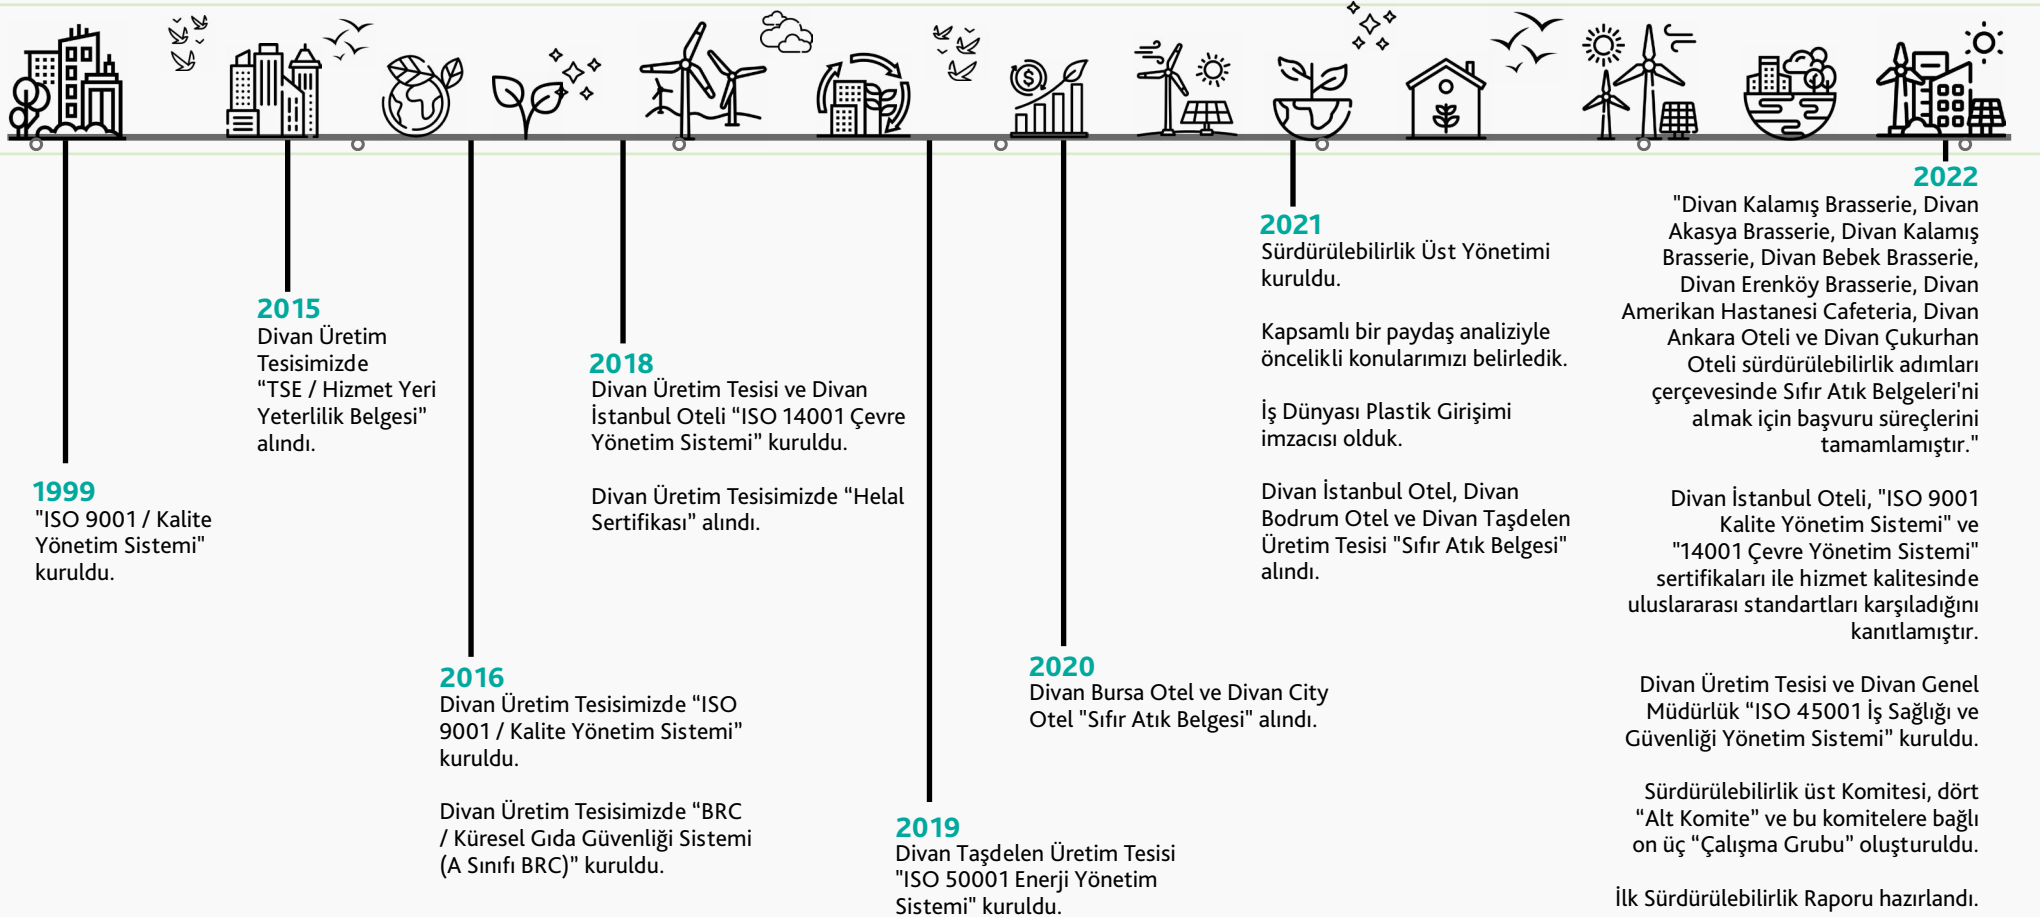 1999
"ISO 9001 / Kalite
Yönetim Sistemi"
kuruldu.
2015
Divan Üretim
Tesisimizde
“TSE / Hizmet Yeri
Yeterlilik Belgesi”
alındı.
2016
Divan Üretim Tesisimizde “ISO
9001 / Kalite Yönetim Sistemi”
kuruldu.
Divan Üretim Tesisimizde “BRC
/ Küresel Gıda Güvenliği Sistemi
(A Sınıfı BRC)” kuruldu.
2018
Divan Üretim Tesisi ve Divan
İstanbul Oteli “ISO 14001 Çevre
Yönetim Sistemi” kuruldu.
Divan Üretim Tesisimizde “Helal
Sertifikası” alındı.
2019
Divan Taşdelen Üretim Tesisi
"ISO 50001 Enerji Yönetim
Sistemi" kuruldu.
2020
Divan Bursa Otel ve Divan City
Otel "Sıfır Atık Belgesi" alındı.
2021
Sürdürülebilirlik Üst Yönetimi
kuruldu.
Kapsamlı bir paydaş analiziyle
öncelikli konularımızı belirledik.
İş Dünyası Plastik Girişimi
imzacısı olduk.
Divan İstanbul Otel, Divan
Bodrum Otel ve Divan Taşdelen
Üretim Tesisi "Sıfır Atık Belgesi"
alındı.
2022
"Divan Kalamış Brasserie, Divan
Akasya Brasserie, Divan Kalamış
Brasserie, Divan Bebek Brasserie,
Divan Erenköy Brasserie, Divan
Amerikan Hastanesi Cafeteria, Divan
Ankara Oteli ve Divan Çukurhan
Oteli sürdürülebilirlik adımları
çerçevesinde Sıfır Atık Belgeleri'ni
almak için başvuru süreçlerini
tamamlamıştır."
Divan İstanbul Oteli, "ISO 9001
Kalite Yönetim Sistemi" ve
"14001 Çevre Yönetim Sistemi"
sertifikaları ile hizmet kalitesinde
uluslararası standartları karşıladığını
kanıtlamıştır.
Divan Üretim Tesisi ve Divan Genel
Müdürlük “ISO 45001 İş Sağlığı ve
Güvenliği Yönetim Sistemi” kuruldu.
Sürdürülebilirlik üst Komitesi, dört
“Alt Komite” ve bu komitelere bağlı
on üç “Çalışma Grubu” oluşturuldu.
İlk Sürdürülebilirlik Raporu hazırlandı.